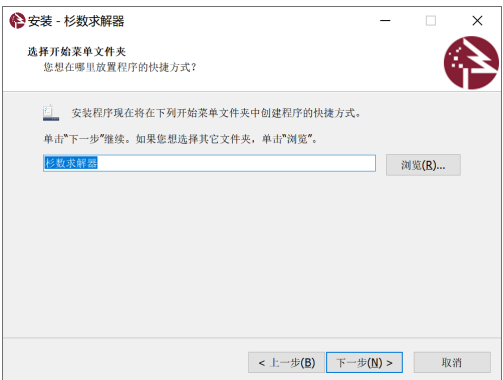 安装 - 杉数求解器
选择开始菜单文件夹
您想在哪里放置程序的快捷方式?
安装程序现在将在下列开始菜单文件夹中创建程序的快捷方式。
单击“下一步”继续。如果您想选择其它文件夹，单击“浏览”。
杉数求解器
浏览(R)...
< 上一步(B)
下一步(N) >
取消